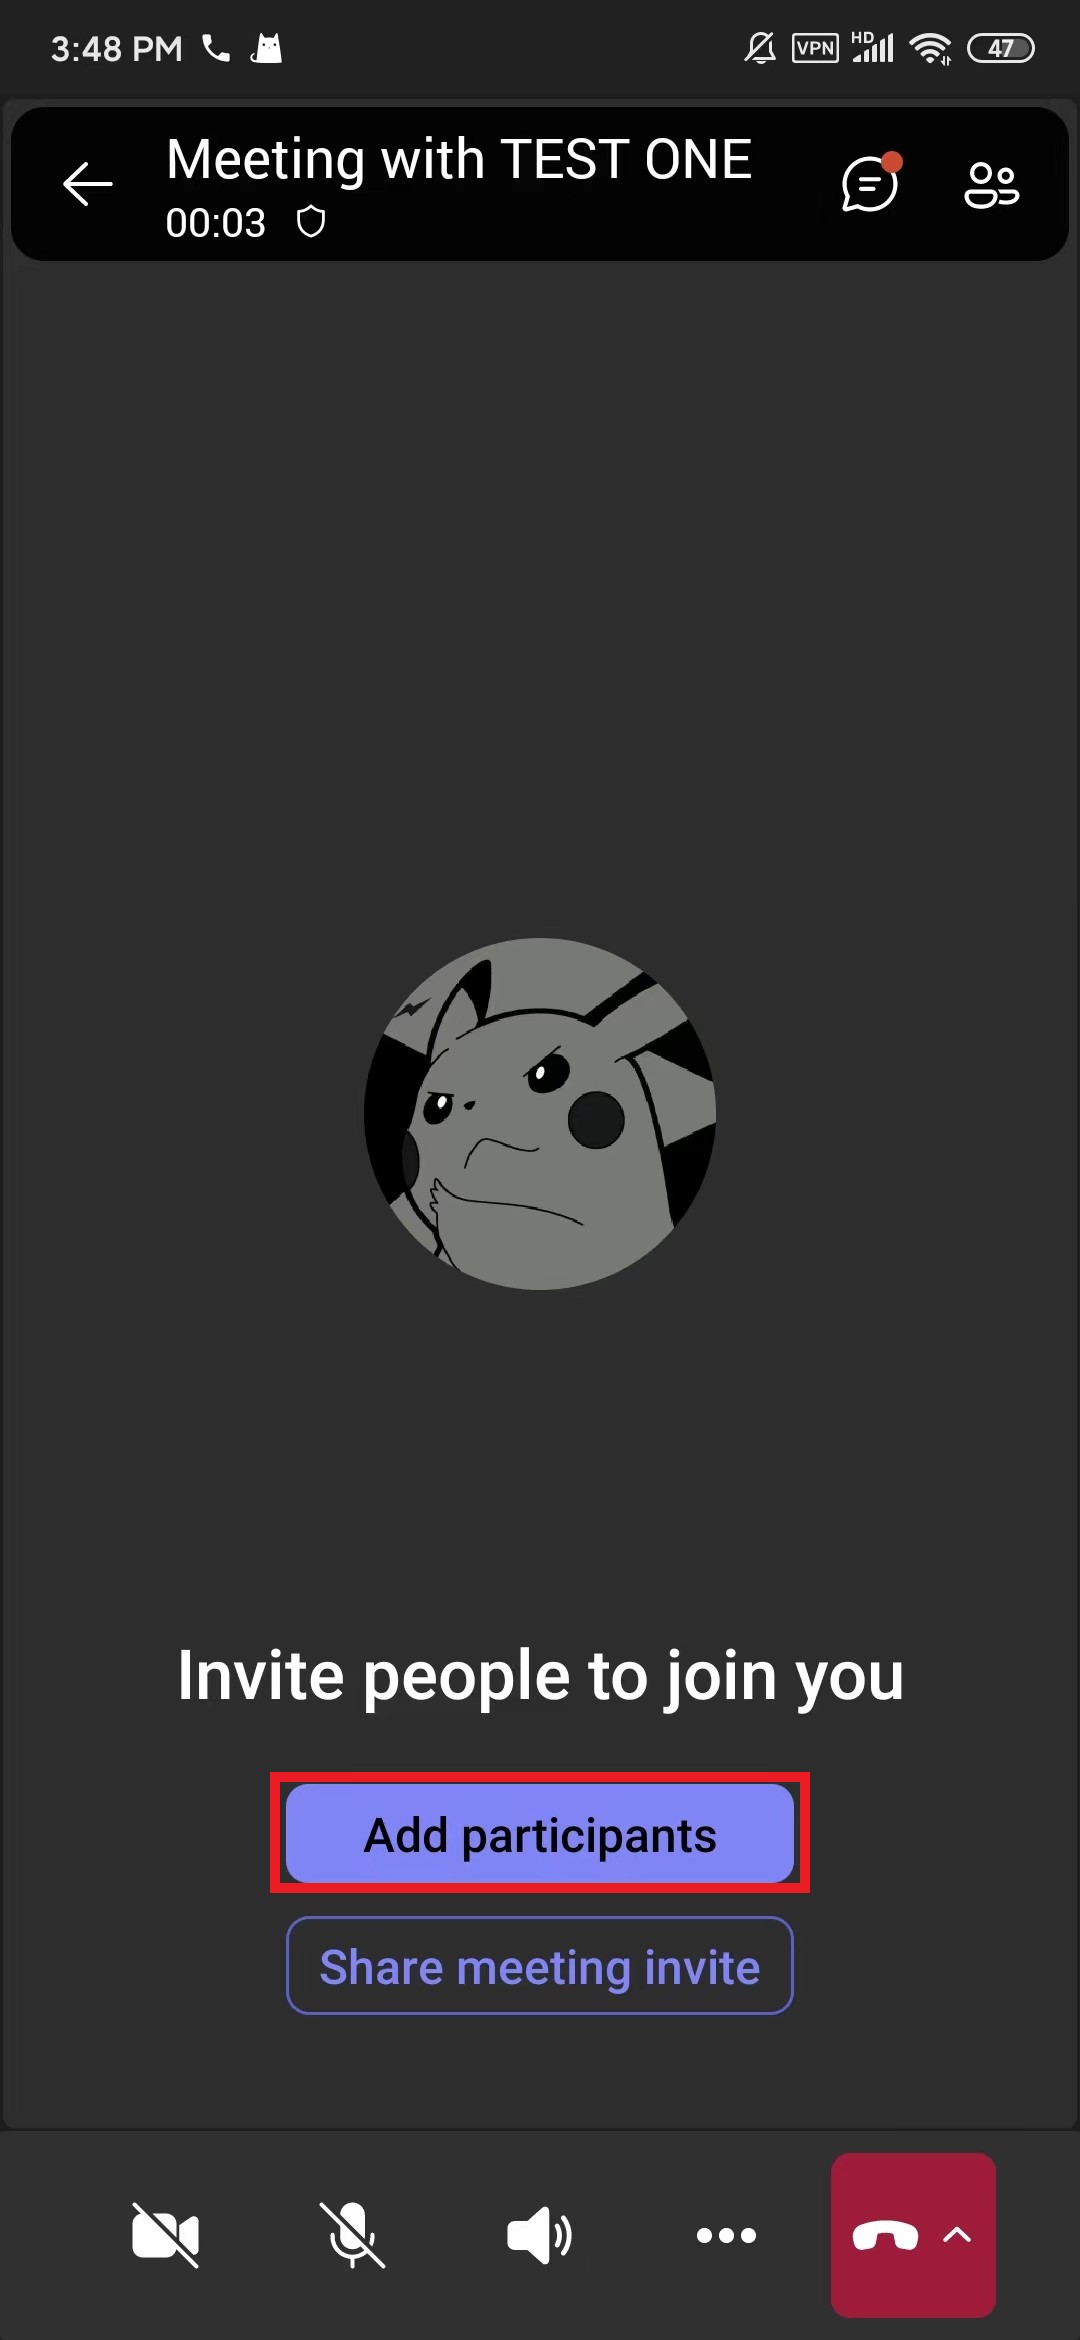 3:48 PM
VPN
HD
47
Meeting with TEST ONE
00:03
Invite people to join you
Add participants
Share meeting invite